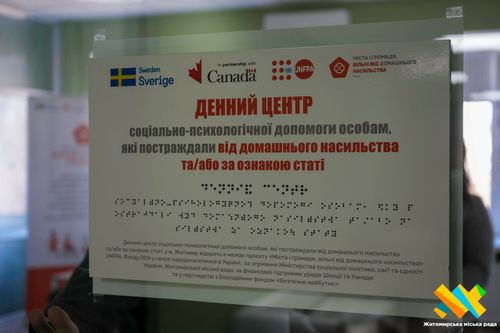 Sweden
Sverige
in partnership with
Canada
UNFPA
МІСТА І ГРОМАДИ,
ВІЛЬНІ ВІД ДОМАШНЬОГО
НАСИЛЬСТВА
ДЕННИЙ ЦЕНТР
соціально-психологічної допомоги особам,
які постраждали від домашнього насильства
та/або за ознакою статі
Денний центр соціально-психологічної допомоги особам, які постраждали від домашнього насильства
та/або за ознакою статі у м. Житомир відкрито в межах проєкту «Міста і громади, вільні від домашнього насильства»
UNFPA, Фонду ООН у галузі народонаселення в Україні, за сприяння Міністерства соціальної політики, сім'ї та єдності
України, Житомирської міської ради, за фінансової підтримки урядів Швеції та Канади
та у партнерстві з Благодійним фондом «Безпечне майбутнє»
Житомирська міська рада